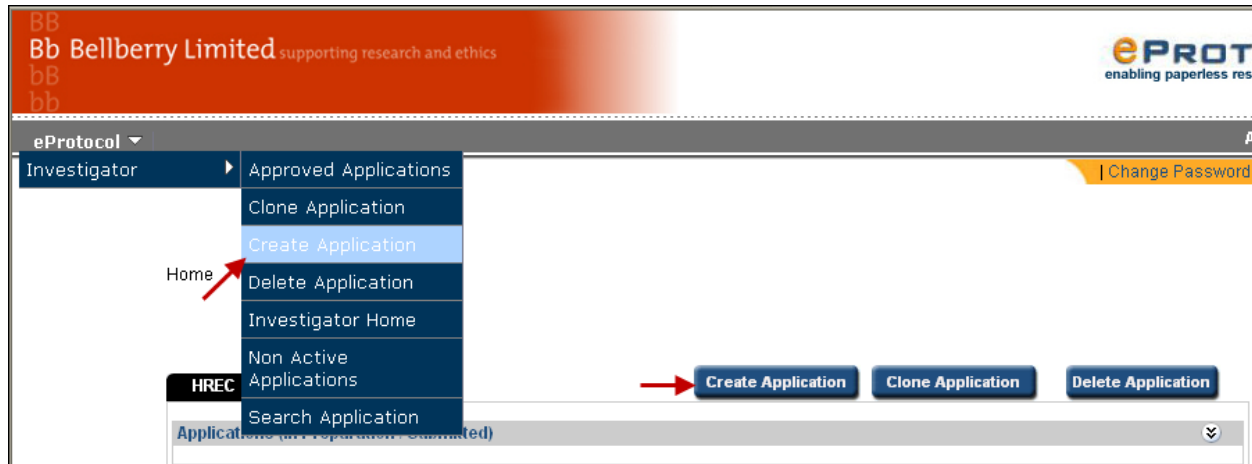 BB
Bb Bellberry Limited supporting research and ethics
bB
bb
ePROT
enabling paperless res
eProtocol
A
Investigator
Approved Applications
| Change Password
Clone Application
Create Application
Home
Delete Application
Investigator Home
Non Active
Applications
HREC
Create Application Clone Application Delete Application
Search Application